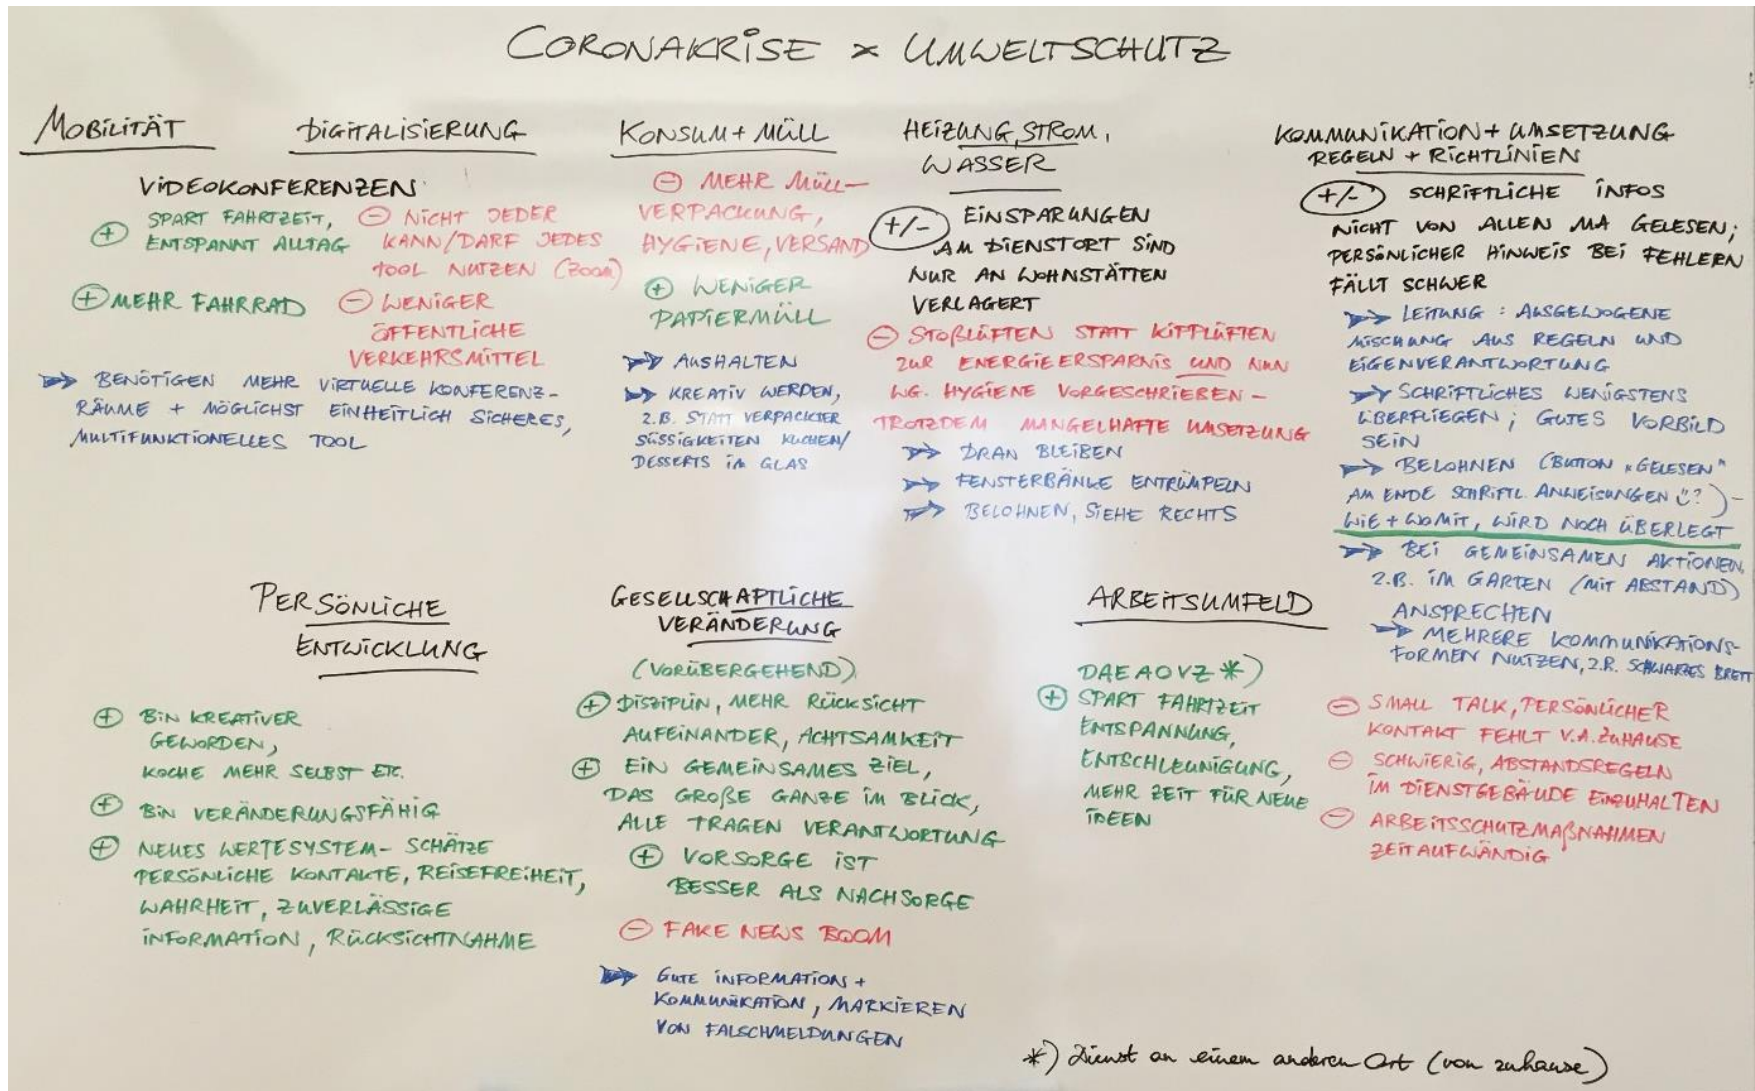 CORONAKRISE x UMWELTSCHUTZ
MOBILITÄT
DIGITALISIERUNG
VIDEOKONFERENZEN
⊕ SPART FAHRTZEIT,
ENTSPANNT ALLTAG
⊕ MEHR FAHRRAD
⊖ NICHT JEDER
KANN/DARF JEDES
TOOL NUTZEN (ZOOM)
⊖ WENIGER
ÖFFENTLICHE
VERKEHRSMITTEL
BENÖTIGEN MEHR VIRTUELLE KONFERENZ-
RÄUME + MÖGLICHST EINHEITLICH SICHERES,
MULTIFUNKTIONELLES TOOL
KONSUM + MÜLL
⊖ MEHR MÜLL-
VERPACKUNG,
HYGIENE, VERSAND
⊕ WENIGER
PAPIERMÜLL
AUSHALTEN
KREATIV WERDEN,
Z.B. STATT VERPACKTER
SÜSSIGKEITEN KUCHEN/
DESSERTS IM GLAS
HEIZUNG, STROM,
WASSER
+/- EINSPARUNGEN
AM DIENSTORT SIND
NUR AN WOHNSTÄTTEN
VERLAGERT
⊖ STOßLÜFTEN STATT KIPPLÜFTEN
ZUR ENERGIEERSPARNIS UND NUN
WG. HYGIENE VORGESCHRIEBEN -
TROTZDEM MANGELHAFTE UMSETZUNG
DRAN BLEIBEN
FENSTERBÄNKE ENTRÜMPELN
BELOHNEN, SIEHE RECHTS
KOMMUNIKATION + UMSETZUNG
REGELN + RICHTLINIEN
+/- SCHRIFTLICHE INFOS
NICHT VON ALLEN MA GELESEN;
PERSÖNLICHER HINWEIS BEI FEHLERN
FÄLLT SCHWER
LEITUNG: AUSGEWOGENE
MISCHUNG AUS REGELN UND
EIGENVERANTWORTUNG
SCHRIFTLICHES WENIGSTENS
ÜBERFLIEGEN; GUTES VORBILD
SEIN
BELOHNEN (BUTTON „GELESEN"
AM ENDE SCHRIFTL. ANWEISUNGEN ü?) -
WIE + WOMIT, WIRD NOCH ÜBERLEGT
BEI GEMEINSAMEN AKTIONEN,
Z.B. IM GARTEN (MIT ABSTAND)
ANSPRECHEN
MEHRERE KOMMUNIKATIONS-
FORMEN NUTZEN, Z.B. SCHWARZES BRETT
PERSÖNLICHE
ENTWICKLUNG
⊕ BIN KREATIVER
GEWORDEN,
KOCHE MEHR SELBST ETC.
⊕ BIN VERÄNDERUNGSFÄHIG
⊕ NEUES WERTESYSTEM- SCHÄTZE
PERSÖNLICHE KONTAKTE, REISEFREIHEIT,
WAHRHEIT, ZUVERLÄSSIGE
INFORMATION, RÜCKSICHTNAHME
GESELLSCHAFTLICHE
VERÄNDERUNG
(VORÜBERGEHEND)
⊕ DISZIPLIN, MEHR RÜCKSICHT
AUFEINANDER, ACHTSAMKEIT
⊕ EIN GEMEINSAMES ZIEL,
DAS GROßE GANZE IM BLICK,
ALLE TRAGEN VERANTWORTUNG
⊕ VORSORGE IST
BESSER ALS NACHSORGE
⊖ FAKE NEWS BOOM
GUTE INFORMATION +
KOMMUNIKATION, MARKIEREN
VON FALSCHMELDUNGEN
ARBEITSUMFELD
DAEAOVZ *)
⊕ SPART FAHRTZEIT
ENTSPANNUNG,
ENTSCHLEUNIGUNG,
MEHR ZEIT FÜR NEUE
IDEEN
⊖ SMALL TALK, PERSÖNLICHER
KONTAKT FEHLT V.A. ZUHAUSE
⊖ SCHWIERIG, ABSTANDSREGELN
IM DIENSTGEBÄUDE EINZUHALTEN
⊖ ARBEITSSCHUTZMAßNAHMEN
ZEITAUFWÄNDIG
*) Dienst an einem anderen Ort (von zuhause)